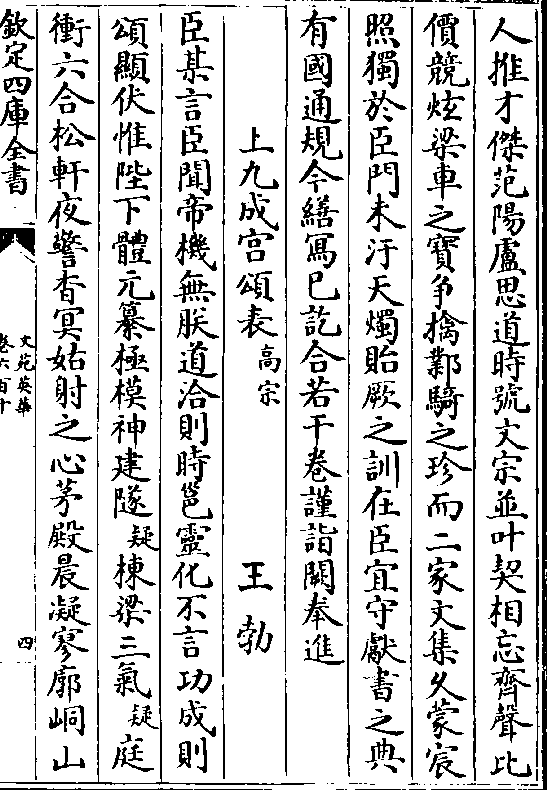 人推才傑范陽盧思道時號文宗並叶契相忘齊聲比
價競炫梁車之寶爭擒鄴騎之珍而二家文集久蒙宸
照獨於臣門未汙天燭貽厥之訓在臣宜守獻書之典
有國通規今繕冩已訖合若干卷謹詣闕奉進
上九成宮頌表高宗 王勃
臣某言臣聞帝機無朕道洽則時邕靈化不言功成則
頌顯伏惟陛下體元纂極模神建隧疑棟梁三氣疑庭
衝六合松軒夜警杳冥姑射之心茅殿晨凝寥廓峒山
欽定四庫全書
文苑英華
卷六百十
四